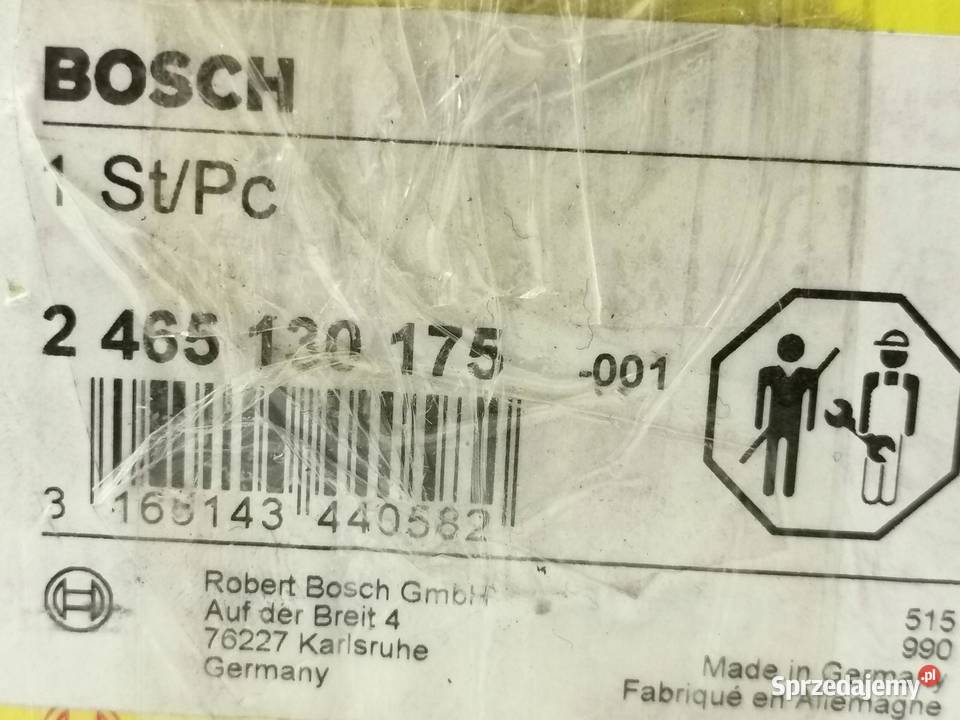 BOSCH
1 St/Pc
2 465 130 175 -001
3 165143 440582
Robert Bosch GmbH
Auf der Breit 4
76227 Karlsruhe
Germany
515
990
Made in Germany
Fabriqué en Allemagne
Sprzedajemy.pl